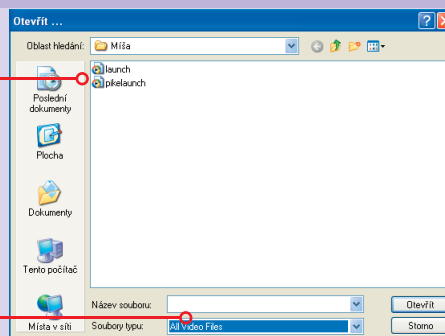 Otevřít ...
Oblast hledání:
Míša
launch
pikelaunch
Poslední
dokumenty
Plocha
Dokumenty
Tento počítač
Místa v síti
Název souboru:
Otevřít
Soubory typu:
All Video Files
Storno